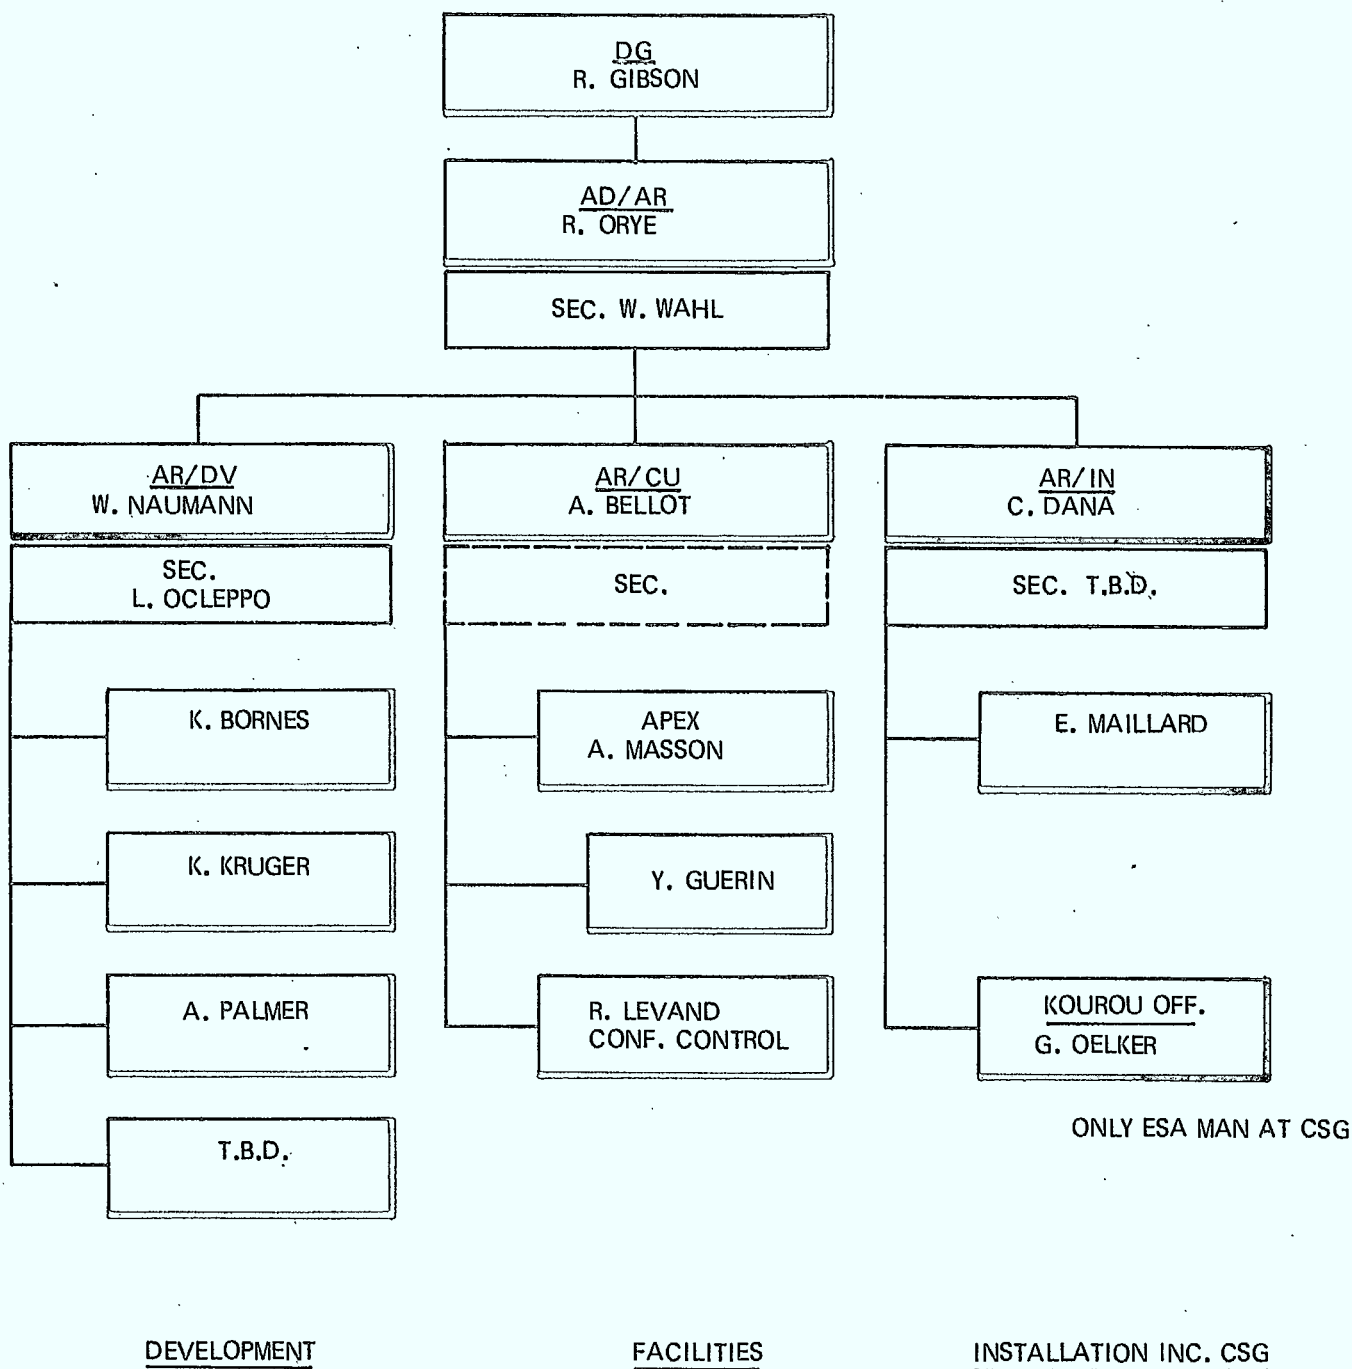 DG
R. GIBSON
AD/AR
R. ORYE
SEC. W. WAHL
AR/DV
W. NAUMANN
SEC.
L. OCLEPPO
K. BORNES
K. KRUGER
A. PALMER
T.B.D.
AR/CU
A. BELLOT
SEC.
APEX
A. MASSON
Y. GUERIN
R. LEVAND
CONF. CONTROL
AR/IN
C. DANA
SEC. T.B.D.
E. MAILLARD
KOUROU OFF.
G. OELKER
ONLY ESA MAN AT CSG
DEVELOPMENT
FACILITIES
INSTALLATION INC. CSG